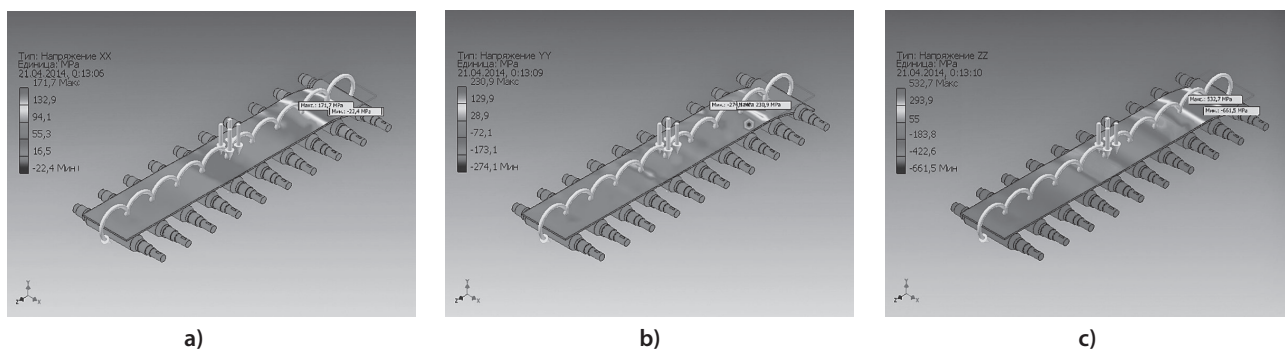 Тип: Напряжение XX
Единица: MPa
21.04.2014, 0:13:06
171,7 Макс
132,9
94,1
55,3
16,5
-22,4 Мин
Макс.: 171,7 MPa
Мин.: -22,4 MPa
Y
Z
X
a)
Тип: Напряжение YY
Единица: MPa
21.04.2014, 0:13:09
230,9 Макс
129,9
28,9
-72,1
-173,1
-274,1 Мин
230,9 MPa
Y
Z
X
b)
Тип: Напряжение ZZ
Единица: MPa
21.04.2014, 0:13:10
532,7 Макс
293,9
55
-183,8
-422,6
-661,5 Мин
Макс.: 532,7 MPa
Мин.: -661,5 MPa
Y
Z
X
c)